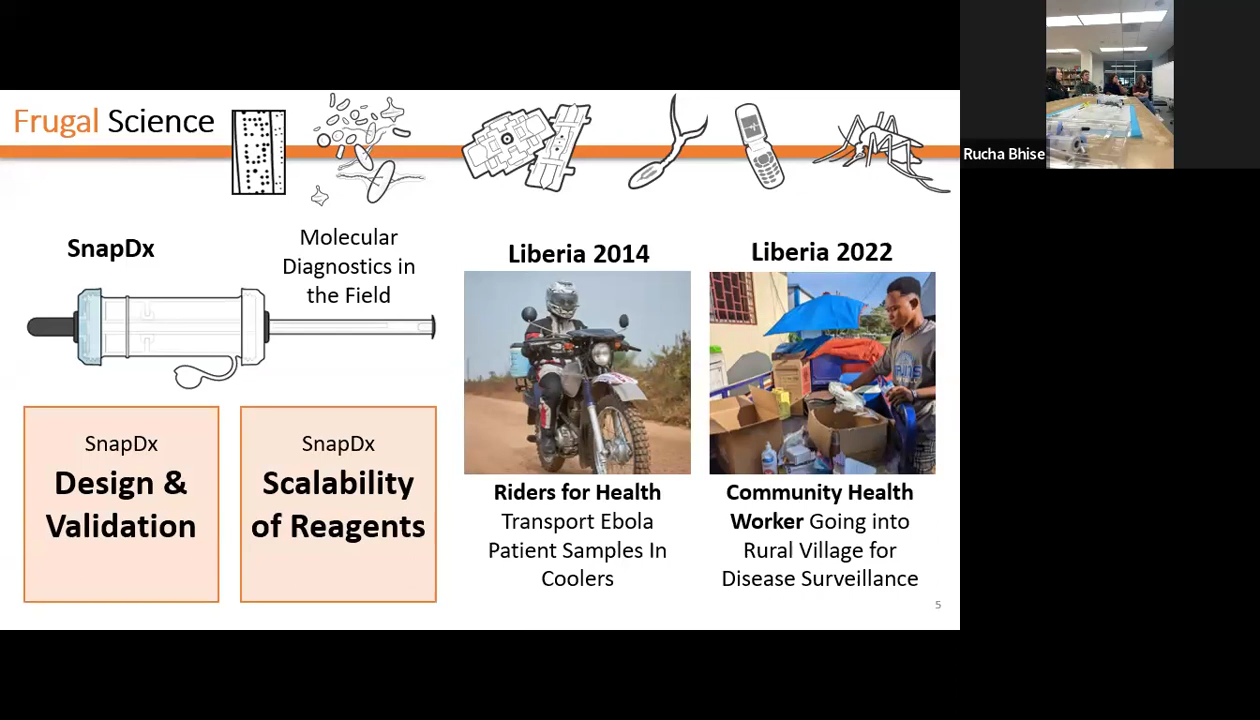 Frugal Science
SnapDx
Molecular
Diagnostics in
the Field
SnapDx
Design &
Validation
SnapDx
Scalability
of Reagents
Liberia 2014
Riders for Health
Transport Ebola
Patient Samples In
Coolers
Liberia 2022
Community Health
Worker Going into
Rural Village for
Disease Surveillance
5
Rucha Bhise